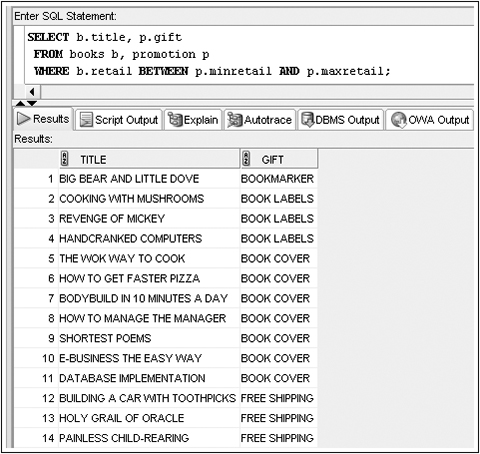 Enter SQL Statement:
SELECT b.title, p.gift
FROM books b, promotion p
WHERE b.retail BETWEEN p.minretail AND p.maxretail;
Results Script Output Explain Autotrace DBMS Output OWA Output
Results:
TITLE GIFT
1 BIG BEAR AND LITTLE DOVE BOOKMARKER
2 COOKING WITH MUSHROOMS BOOK LABELS
3 REVENGE OF MICKEY BOOK LABELS
4 HANDCRANKED COMPUTERS BOOK LABELS
5 THE WOK WAY TO COOK BOOK COVER
6 HOW TO GET FASTER PIZZA BOOK COVER
7 BODYBUILD IN 10 MINUTES A DAY BOOK COVER
8 HOW TO MANAGE THE MANAGER BOOK COVER
9 SHORTEST POEMS BOOK COVER
10 E-BUSINESS THE EASY WAY BOOK COVER
11 DATABASE IMPLEMENTATION BOOK COVER
12 BUILDING A CAR WITH TOOTHPICKS FREE SHIPPING
13 HOLY GRAIL OF ORACLE FREE SHIPPING
14 PAINLESS CHILD-REARING FREE SHIPPING